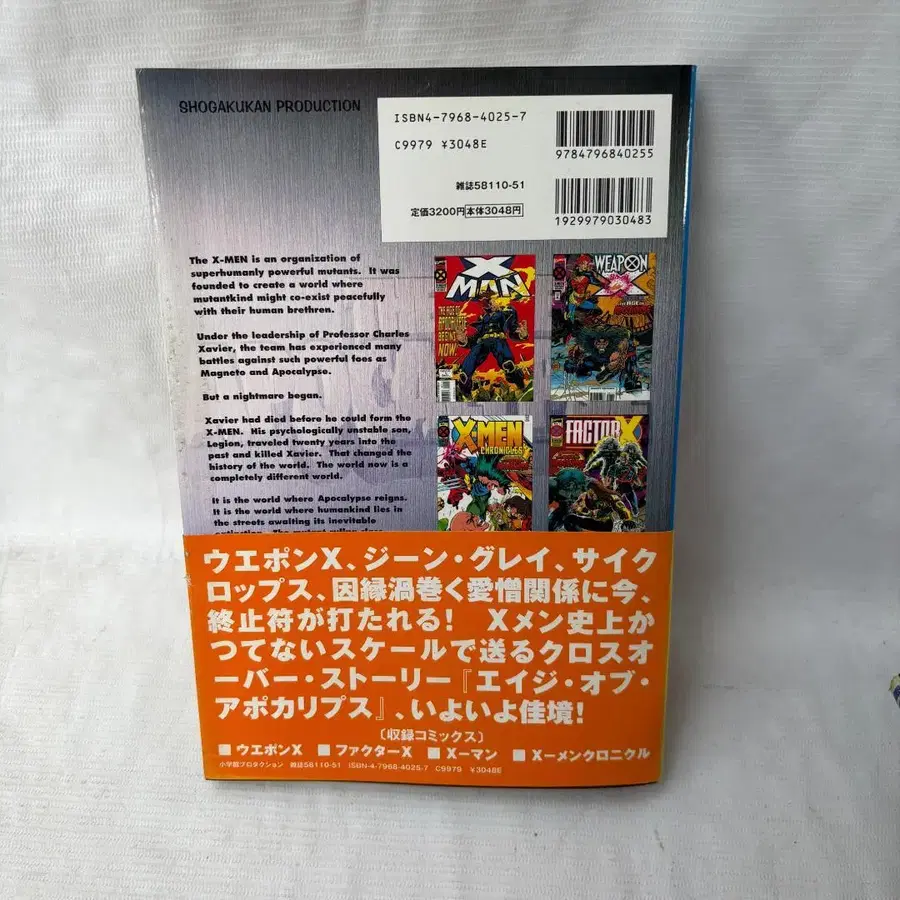 SHOGAKUKAN PRODUCTION
ISBN4-7968-4025-7
C9979 ¥3048E
雑誌58110-51
定価3200円 本体3048円
9784796840255
1929979030483
The X-MEN is an organization of
superhumanly powerful mutants. It was
founded to create a world where
mutantkind might co-exist peacefully
with their human brethren.
Under the leadership of Professor Charles
Xavier, the team has experienced many
battles against such powerful foes as
Magneto and Apocalypse.
But a nightmare began.
Xavier had died before he could form the
X-MEN. His psychologically unstable son,
Legion, traveled twenty years into the
past and killed Xavier. That changed the
history of the world. The world now is a
completely different world.
It is the world where Apocalypse reigns.
It is the world where humankind lies in
the streets awaiting its inevitable
X
MAN
THE AGE OF
APOCALYPSE
BEGINS
NOW.
WEAPON
X
X-MEN
CHRONICLES
FACTOR X
ウエポンX、ジーン・グレイ、サイク
ロップス、因縁渦巻く愛憎関係に今、
終止符が打たれる! Xメン史上か
つてないスケールで送るクロスオ
ーバー・ストーリー『エイジ・オブ・
アポカリプス』、いよいよ佳境!
〔収録コミックス〕
■ ウエポンX ■ ファクターX ■ X－マン ■ X－メンクロニクル
小学館プロダクション 雑誌58110-51 ISBN-4-7968-4025-7 C9979 ¥3048E